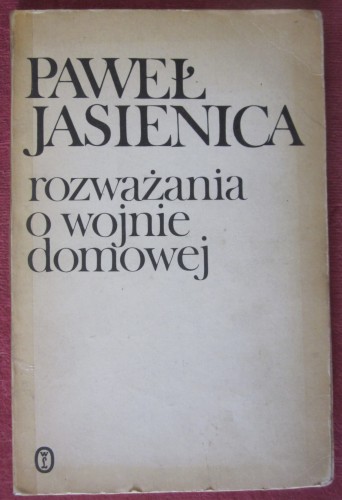 PAWEŁ
JASIENICA
rozważania
o wojnie
domowej